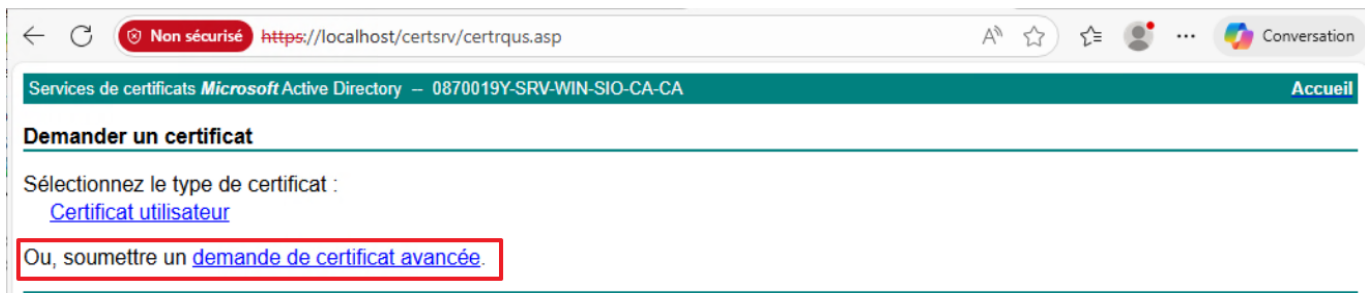 Non sécurisé https://localhost/certsrv/certrqus.asp Conversation
Services de certificats Microsoft Active Directory -- 0870019Y-SRV-WIN-SIO-CA-CA Accueil
Demander un certificat
Sélectionnez le type de certificat :
Certificat utilisateur
Ou, soumettre un demande de certificat avancée.